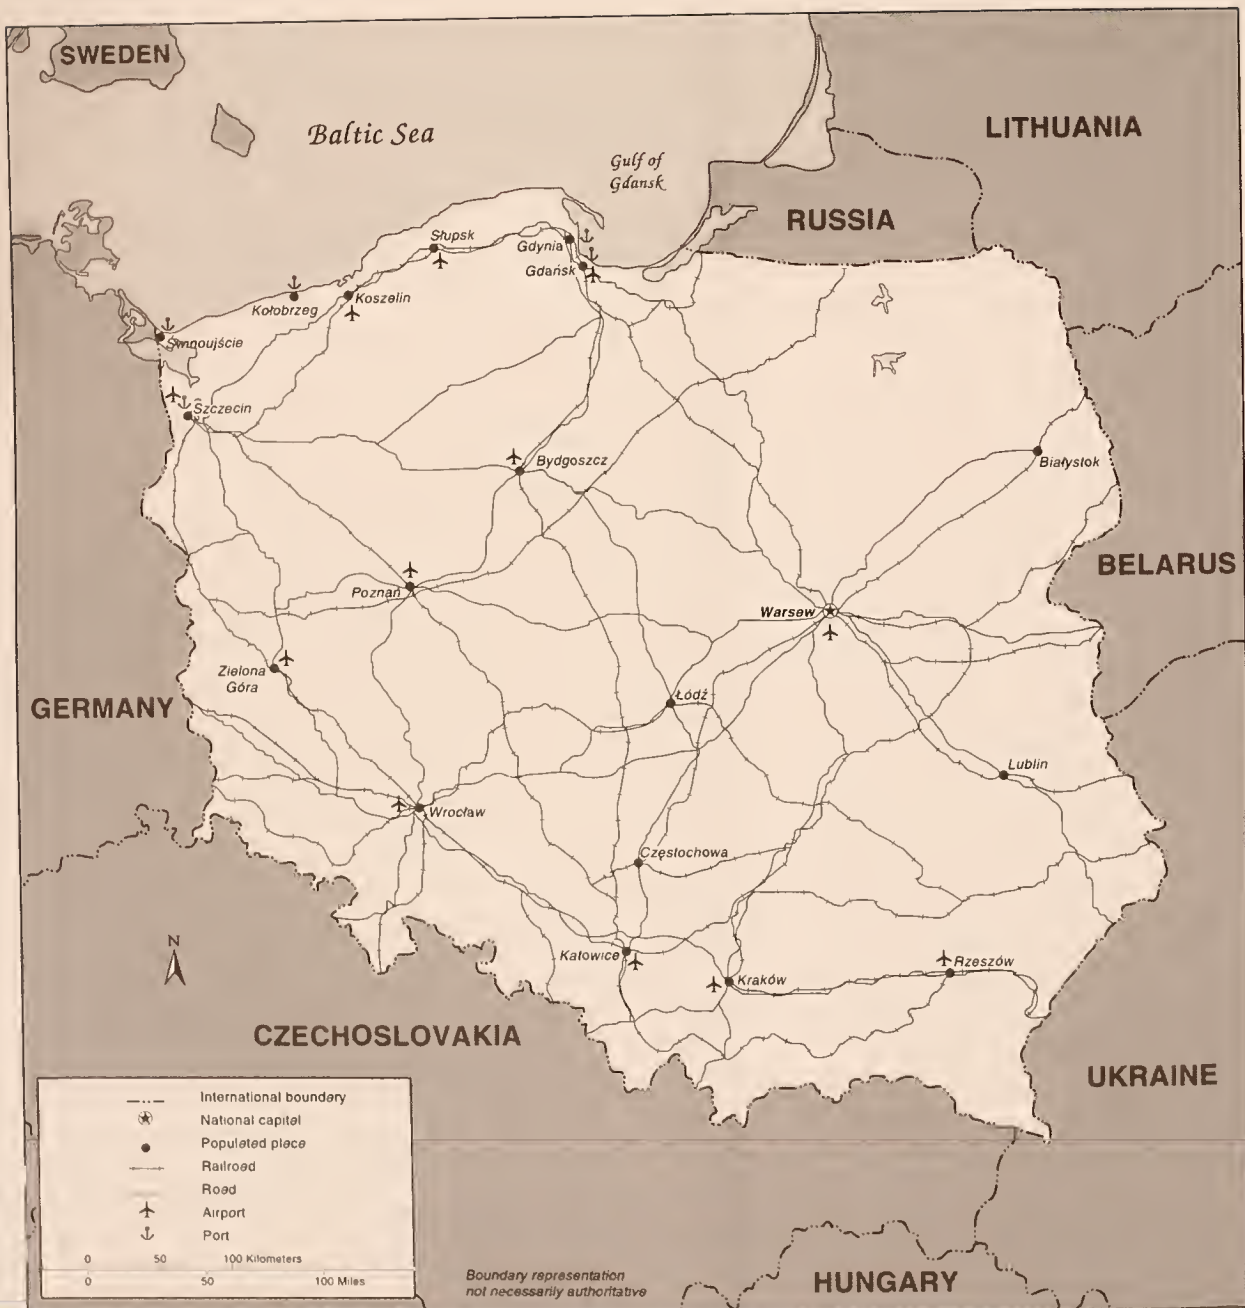 SWEDEN
Baltic Sea
Gulf of
Gdansk
LITHUANIA
RUSSIA
Słupsk
Gdynia
Gdańsk
Kołobrzeg
Koszelin
Swnoujście
Szczecin
Bydgoszcz
Białystok
BELARUS
Poznań
Warsaw
Zielona
Góra
GERMANY
Łódź
Lublin
Wrocław
Częstochowa
N
Katowice
Kraków
Rzeszów
CZECHOSLOVAKIA
UKRAINE
International boundary
National capital
Populated place
Railroad
Road
Airport
Port
0 50 100 Kilometers
0 50 100 Miles
Boundary representation
not necessarily authoritative
HUNGARY